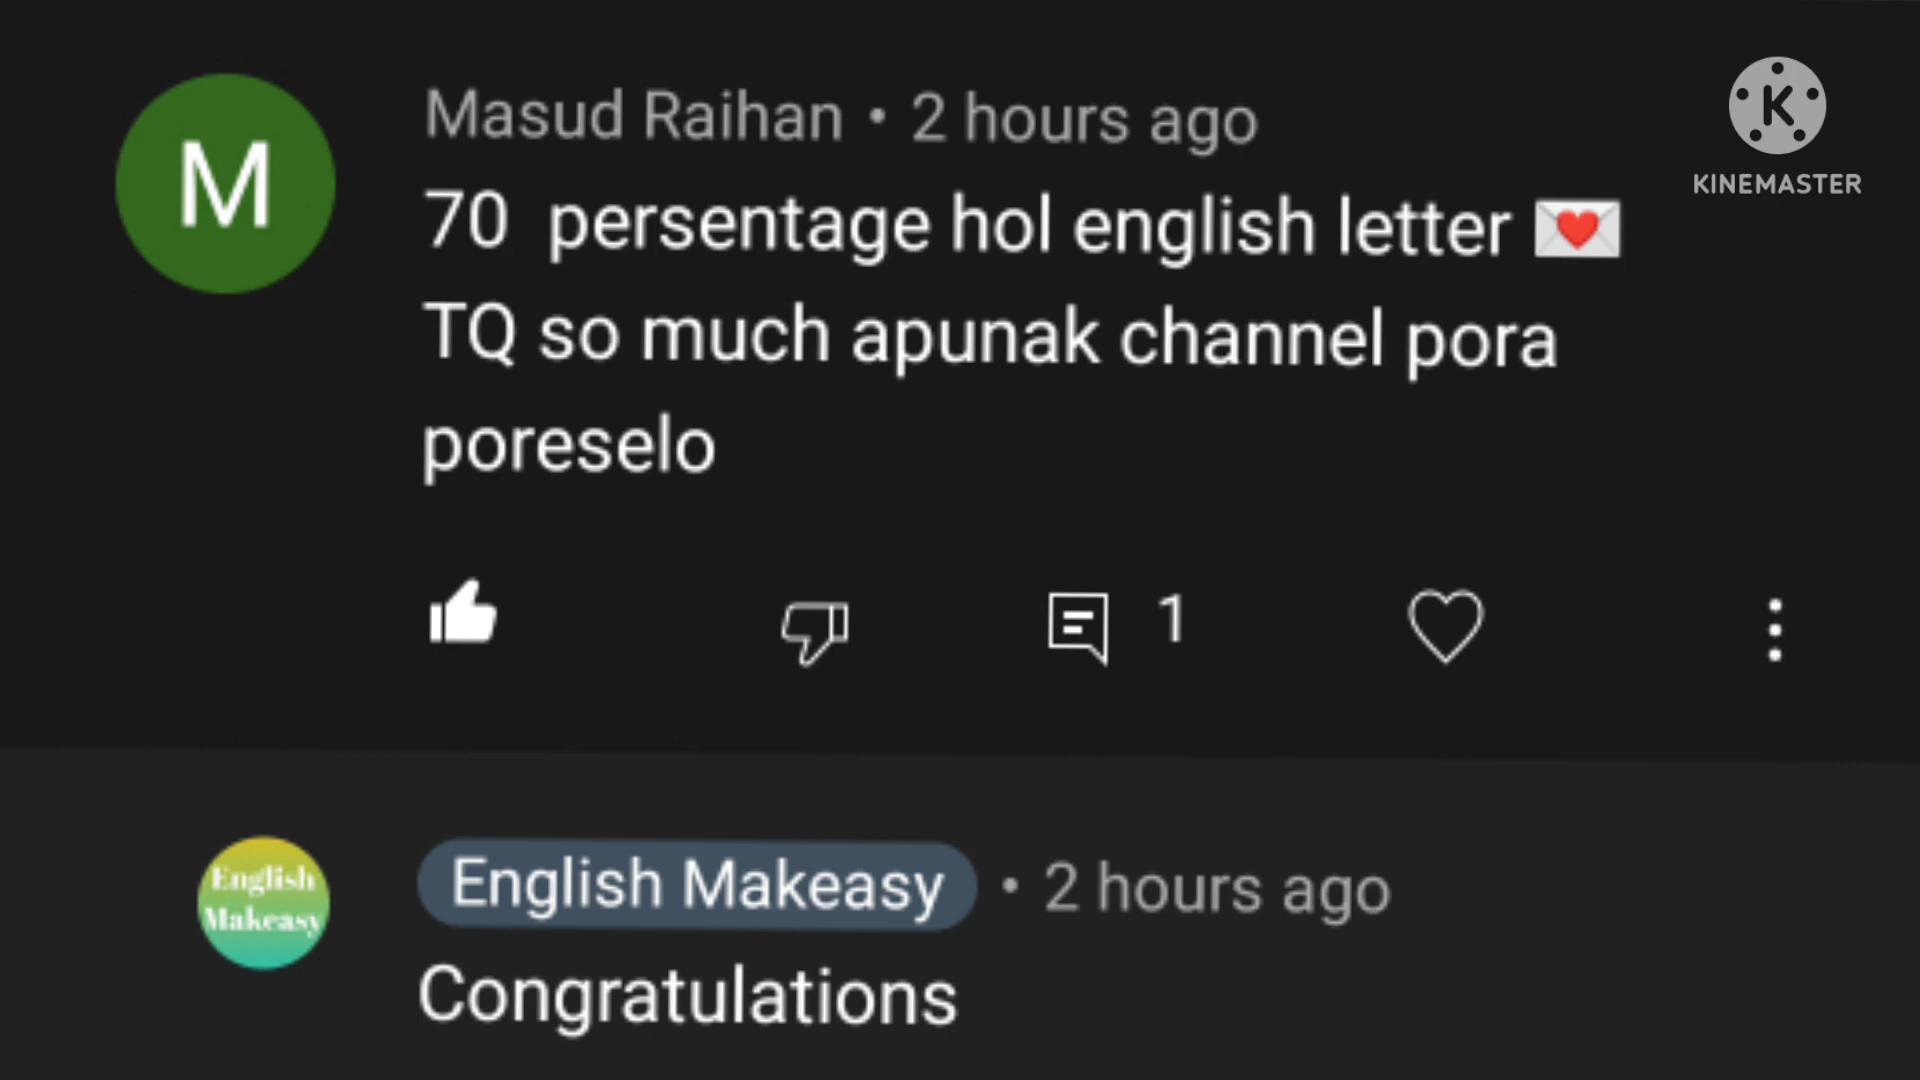 M
Masud Raihan • 2 hours ago
K
KINEMASTER
70 persentage hol english letter 💌
TQ so much apunak channel pora
poreselo
1
English
Makeasy
English Makeasy • 2 hours ago
Congratulations